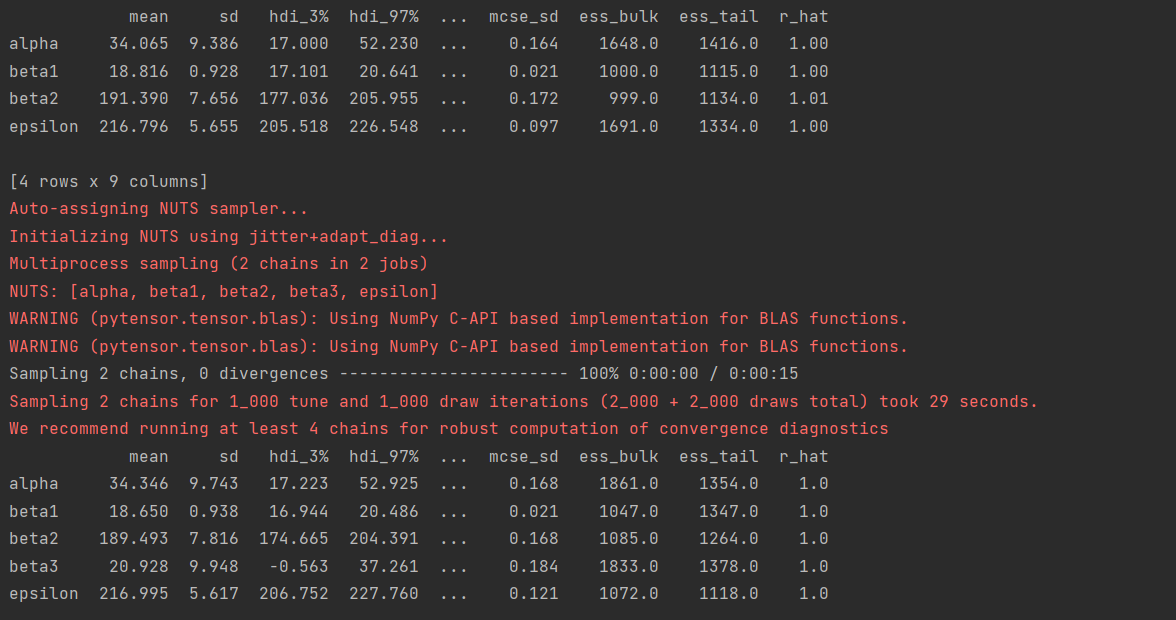 mean sd hdi_3% hdi_97% ... mcse_sd ess_bulk ess_tail r_hat
alpha 34.065 9.386 17.000 52.230 ... 0.164 1648.0 1416.0 1.00
beta1 18.816 0.928 17.101 20.641 ... 0.021 1000.0 1115.0 1.00
beta2 191.390 7.656 177.036 205.955 ... 0.172 999.0 1134.0 1.01
epsilon 216.796 5.655 205.518 226.548 ... 0.097 1691.0 1334.0 1.00
[4 rows x 9 columns]
Auto-assigning NUTS sampler...
Initializing NUTS using jitter+adapt_diag...
Multiprocess sampling (2 chains in 2 jobs)
NUTS: [alpha, beta1, beta2, beta3, epsilon]
WARNING (pytensor.tensor.blas): Using NumPy C-API based implementation for BLAS functions.
WARNING (pytensor.tensor.blas): Using NumPy C-API based implementation for BLAS functions.
Sampling 2 chains, 0 divergences ----------------------- 100% 0:00:00 / 0:00:15
Sampling 2 chains for 1_000 tune and 1_000 draw iterations (2_000 + 2_000 draws total) took 29 seconds.
We recommend running at least 4 chains for robust computation of convergence diagnostics
mean sd hdi_3% hdi_97% ... mcse_sd ess_bulk ess_tail r_hat
alpha 34.346 9.743 17.223 52.925 ... 0.168 1861.0 1354.0 1.0
beta1 18.650 0.938 16.944 20.486 ... 0.021 1047.0 1347.0 1.0
beta2 189.493 7.816 174.665 204.391 ... 0.168 1085.0 1264.0 1.0
beta3 20.928 9.948 -0.563 37.261 ... 0.184 1833.0 1378.0 1.0
epsilon 216.995 5.617 206.752 227.760 ... 0.121 1072.0 1118.0 1.0